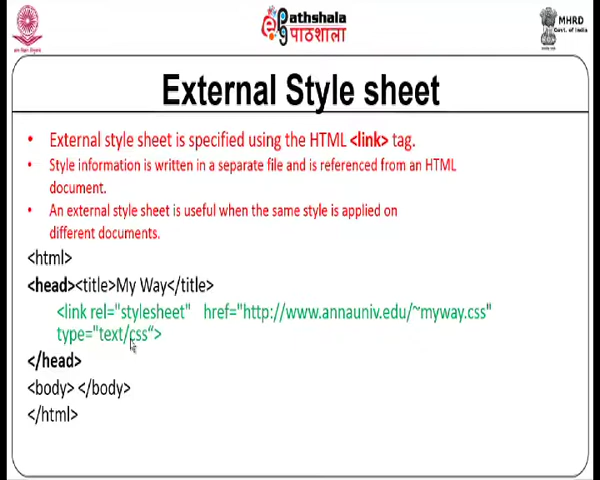 Pathshala
पाठशाला
MHRD
Govt. of India
External Style sheet
• External style sheet is specified using the HTML <link> tag.
• Style information is written in a separate file and is referenced from an HTML
document.
• An external style sheet is useful when the same style is applied on
different documents.
<html>
<head><title>My Way</title>
<link rel="stylesheet" href="http://www.annauniv.edu/~myway.css"
type="text/css“>
</head>
<body> </body>
</html>